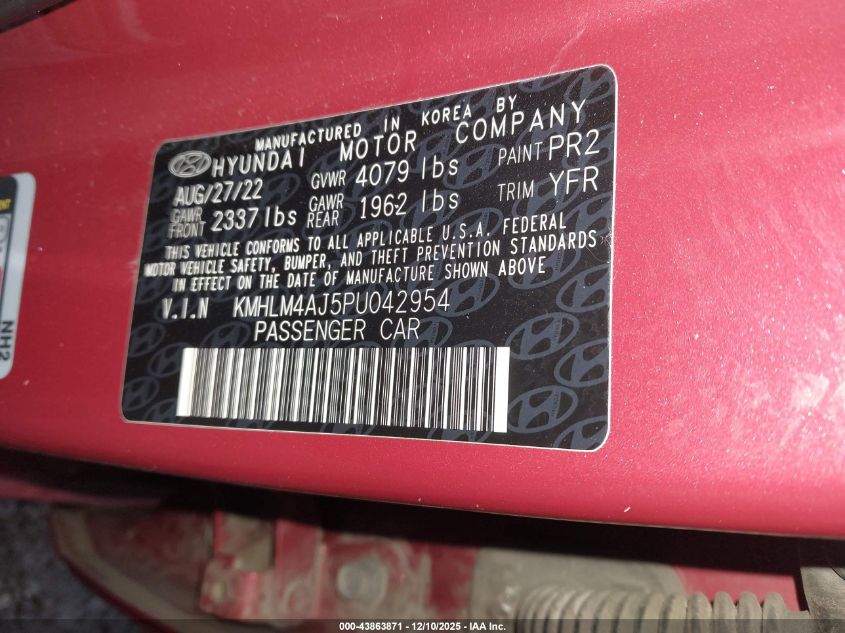 MANUFACTURED IN KOREA BY
HYUNDAI MOTOR COMPANY
AUG/27/22 GVWR 4079 lbs PAINT PR2
GAWR FRONT 2337 lbs GAWR REAR 1962 lbs TRIM YFR
THIS VEHICLE CONFORMS TO ALL APPLICABLE U.S.A. FEDERAL
MOTOR VEHICLE SAFETY, BUMPER, AND THEFT PREVENTION STANDARDS
IN EFFECT ON THE DATE OF MANUFACTURE SHOWN ABOVE
V.I.N KMHLM4AJ5PU042954
PASSENGER CAR
NH2
000-43863871 - 12/10/2025 - IAA Inc.